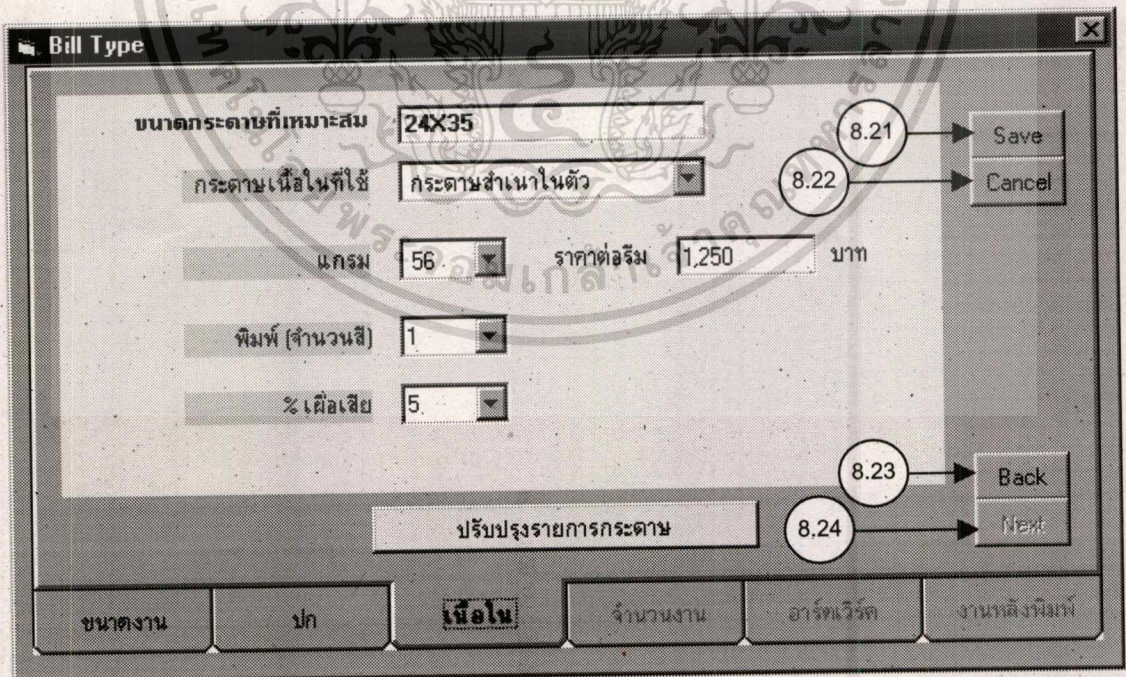 Bill Type
ขนาดกระดาษที่เหมาะสม 24X35
8.21 Save
กระดาษเนื้อในที่ใช้ กระดาษสำเนาในตัว
8.22 Cancel
แกรม 56 ราคาต่อรีม 1,250 บาท
พิมพ์ (จำนวนสี) 1
% เผื่อเสีย 5
8.23 Back
ปรับปรุงรายการกระดาษ
8.24 Next
ขนาดงาน ปก เนื้อใน จำนวนงาน อาร์ตเวิร์ค งานหลังพิมพ์